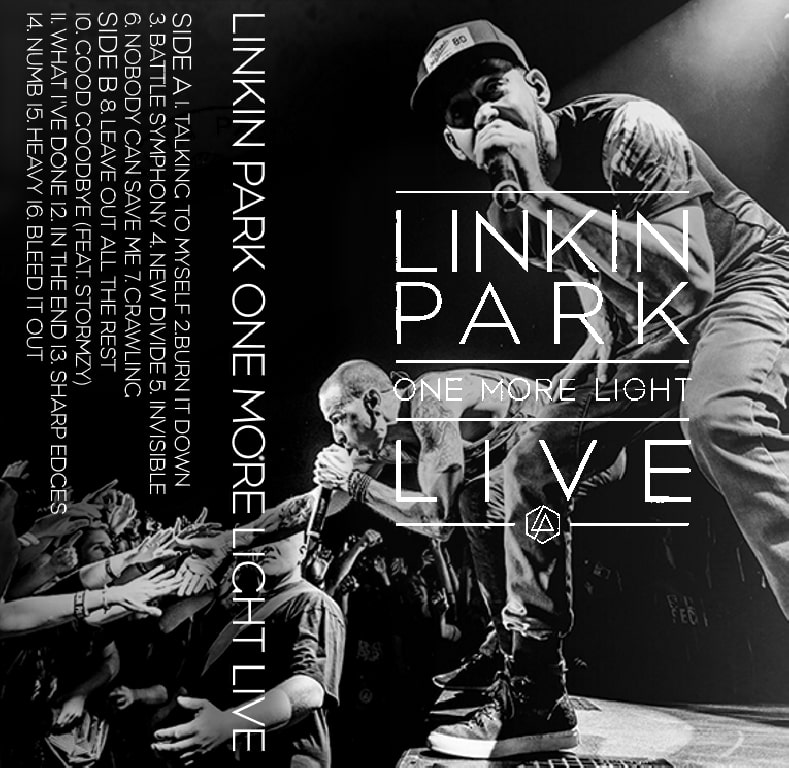 LINKIN
PARK
ONE MORE LIGHT
LIVE
LINKIN PARK ONE MORE LIGHT LIVE
SIDE A 1. TALKING TO MYSELF 2.BURN IT DOWN
3. BATTLE SYMPHONY 4. NEW DIVIDE 5. INVISIBLE
6. NOBODY CAN SAVE ME 7. CRAWLING
SIDE B 8. LEAVE OUT ALL THE REST
10. GOOD GOODBYE (FEAT. STORMZY)
11. WHAT I'VE DONE 12. IN THE END 13. SHARP EDGES
14. NUMB 15. HEAVY 16. BLEED IT OUT